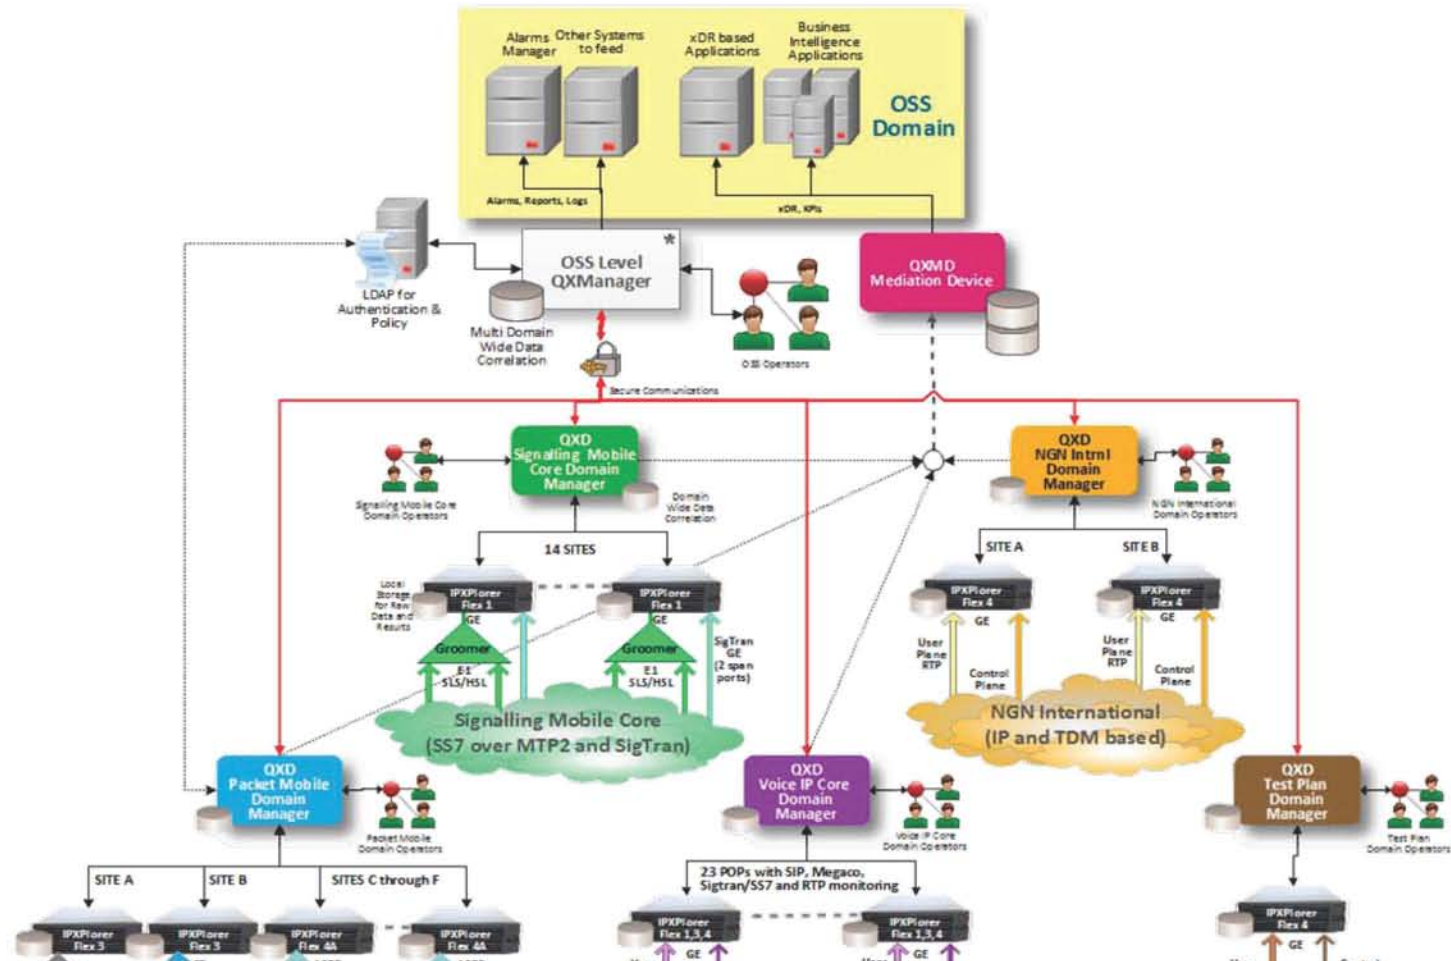 Alarms
Manager
Other Systems
to feed
xDR based
Applications
Business
Intelligence
Applications
OSS
Domain
Alarms, Reports, Logs
xDR, KPIs
LDAP for
Authentication &
Policy
OSS Level
QXManager
*
Multi Domain
Wide Data
Correlation
OSS Operators
QXMD
Mediation Device
Secure Communications
QXD
Signalling Mobile
Core Domain
Manager
Signalling Mobile Core
Domain Operators
Domain
Wide Data
Correlation
QXD
NGN Intrnl
Domain
Manager
NGN International
Domain Operators
14 SITES
SITE A
SITE B
Local
Storage
for Raw
Data and
Results
IPXPlorer
Flex 1
GE
IPXPlorer
Flex 1
GE
IPXPlorer
Flex 4
GE
IPXPlorer
Flex 4
GE
Groomer
E1
SLS/HSL
Groomer
E1
SLS/HSL
SigTran
GE
(2 span
ports)
User
Plane
RTP
Control
Plane
User
Plane
RTP
Control
Plane
Signalling Mobile Core
(SS7 over MTP2 and SigTran)
NGN International
(IP and TDM based)
QXD
Packet Mobile
Domain
Manager
Packet Mobile
Domain Operators
QXD
Voice IP Core
Domain
Manager
Voice IP Core
Domain Operators
QXD
Test Plan
Domain
Manager
Test Plan
Domain Operators
SITE A
SITE B
SITES C through F
23 POPs with SIP, Megaco,
Sigtran/SS7 and RTP monitoring
IPXPlorer
Flex 3
IPXPlorer
Flex 3
IPXPlorer
Flex 4A
IPXPlorer
Flex 4A
IPXPlorer
Flex 1,3,4
GE
IPXPlorer
Flex 1,3,4
GE
IPXPlorer
Flex 4
GE